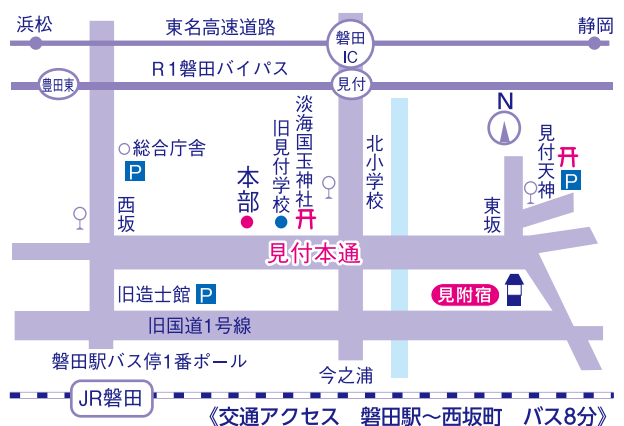 浜松
東名高速道路
磐田
IC
静岡
R1磐田バイパス
豊田東
見付
N
総合庁舎
P
西坂
本部
旧見付学校
淡海国玉神社
北小学校
東坂
見付天神
P
見付本通
旧造士館 P
見附宿
旧国道1号線
磐田駅バス停1番ポール
今之浦
JR磐田
《交通アクセス 磐田駅～西坂町 バス8分》